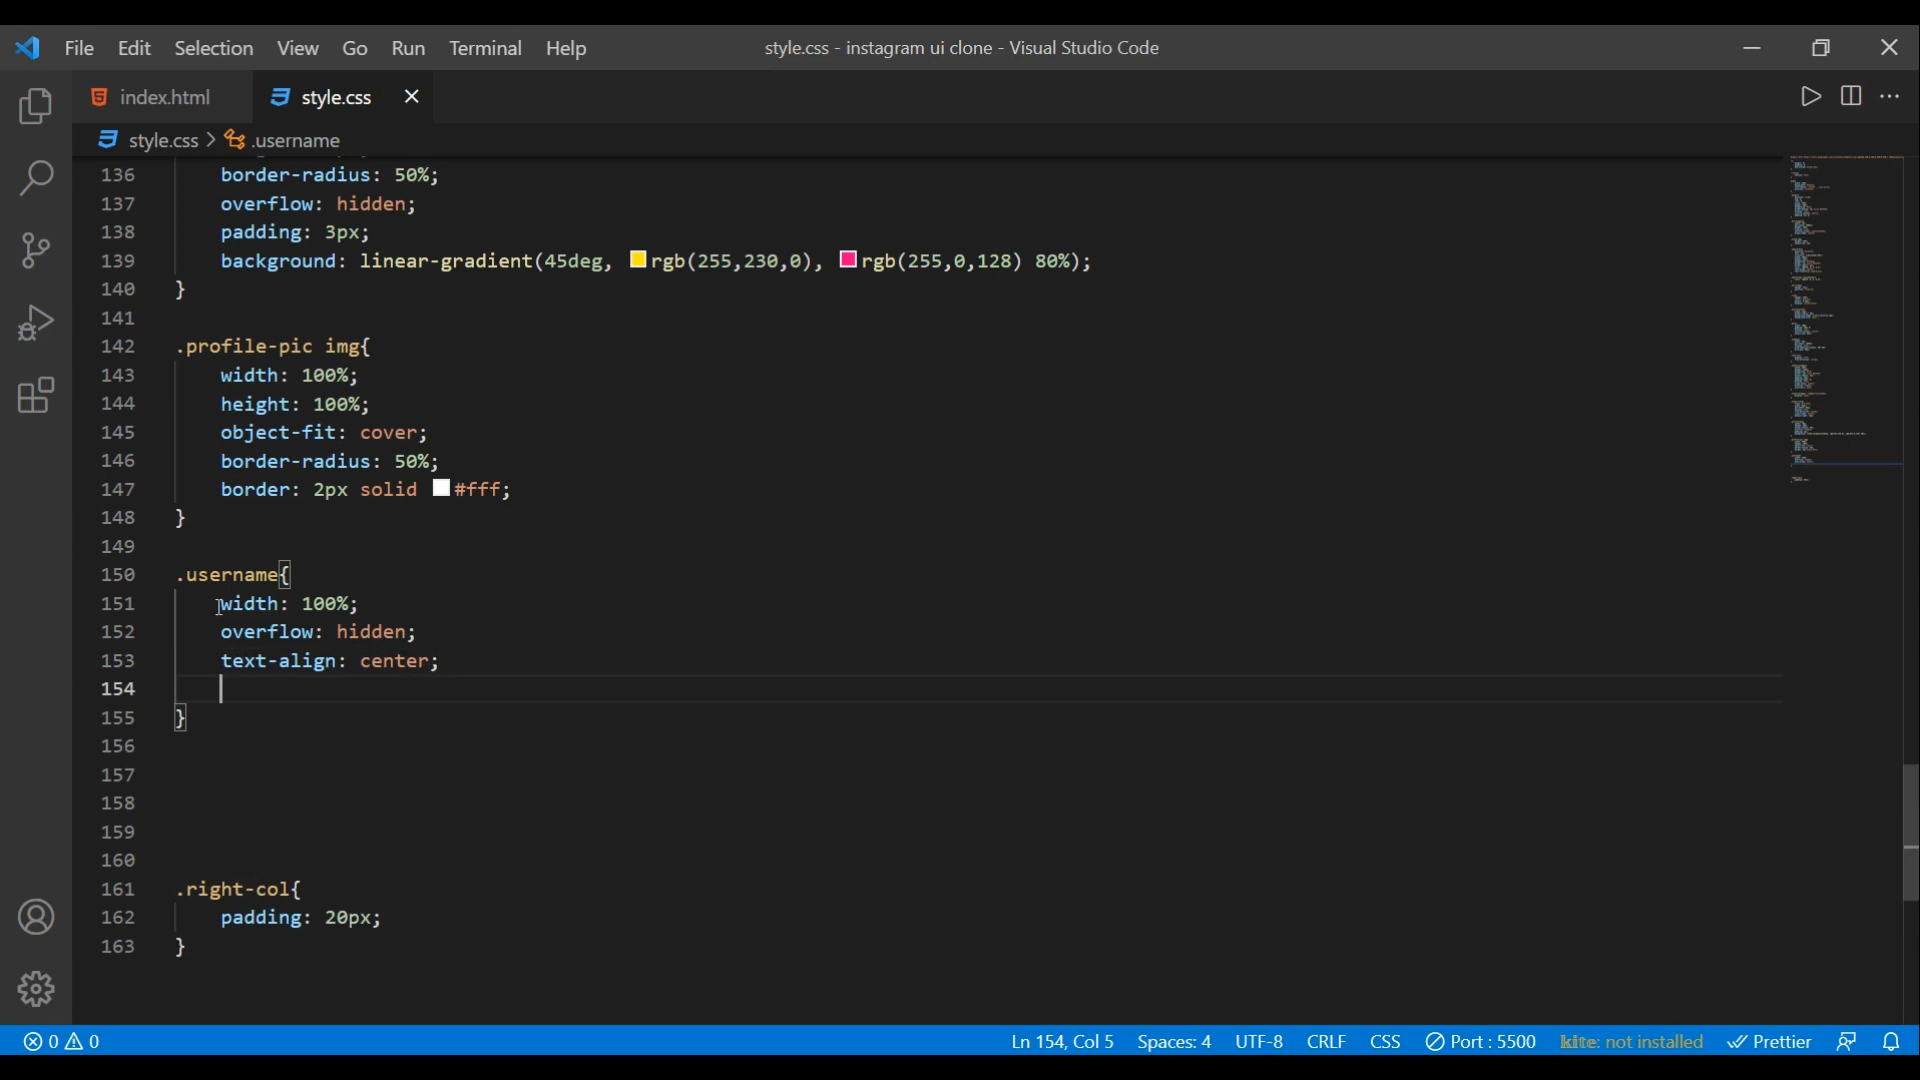 File Edit Selection View Go Run Terminal Help style.css - instagram ui clone - Visual Studio Code
index.html style.css
style.css > .username
136 border-radius: 50%;
137 overflow: hidden;
138 padding: 3px;
139 background: linear-gradient(45deg, rgb(255,230,0), rgb(255,0,128) 80%);
140 }
141
142 .profile-pic img{
143 width: 100%;
144 height: 100%;
145 object-fit: cover;
146 border-radius: 50%;
147 border: 2px solid #fff;
148 }
149
150 .username{
151 width: 100%;
152 overflow: hidden;
153 text-align: center;
154
155 }
156
157
158
159
160
161 .right-col{
162 padding: 20px;
163 }
0 0 Ln 154, Col 5 Spaces: 4 UTF-8 CRLF CSS Port : 5500 kite: not installed Prettier